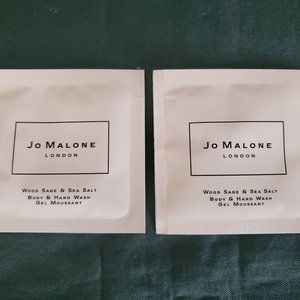 Jo Malone
London
Wood Sage & Sea Salt
Body & Hand Wash
Gel Moussant
Jo Malone
London
Wood Sage & Sea Salt
Body & Hand Wash
Gel Moussant